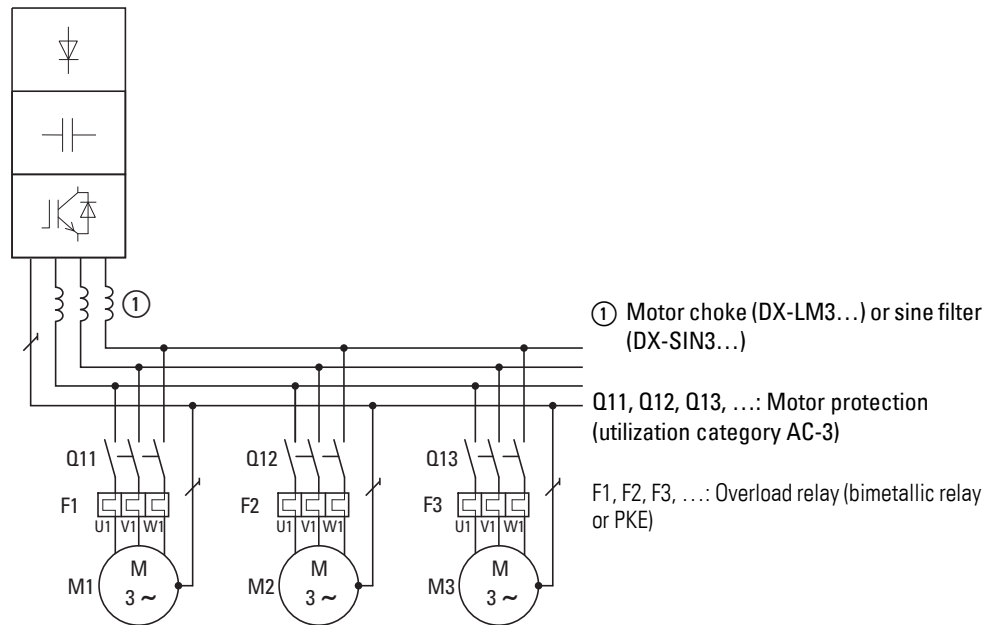 1
1 Motor choke (DX-LM3…) or sine filter
(DX-SIN3…)
Q11, Q12, Q13, …: Motor protection
(utilization category AC-3)
Q11
Q12
Q13
F1, F2, F3, …: Overload relay (bimetallic relay
or PKE)
F1
F2
F3
U1 V1 W1
U1 V1 W1
U1 V1 W1
M1
M
3 ~
M2
M
3 ~
M3
M
3 ~